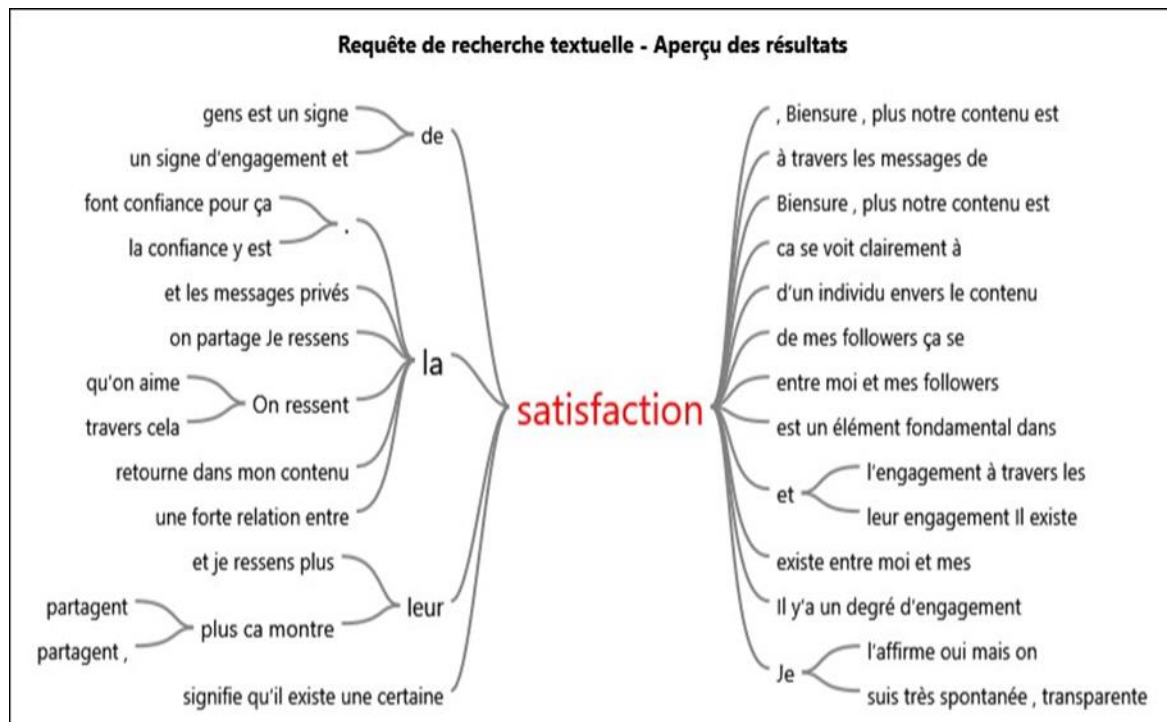 Requête de recherche textuelle - Aperçu des résultats
gens est un signe
un signe d'engagement et
de
font confiance pour ça
la confiance y est
.
et les messages privés
on partage Je ressens
qu'on aime
travers cela
On ressent
retourne dans mon contenu
une forte relation entre
la
et je ressens plus
partagent
partagent ,
plus ca montre
leur
signifie qu'il existe une certaine
satisfaction
, Biensure , plus notre contenu est
à travers les messages de
Biensure , plus notre contenu est
ca se voit clairement à
d'un individu envers le contenu
de mes followers ça se
entre moi et mes followers
est un élément fondamental dans
et
l'engagement à travers les
leur engagement Il existe
existe entre moi et mes
Il y'a un degré d'engagement
Je
l'affirme oui mais on
suis très spontanée , transparente